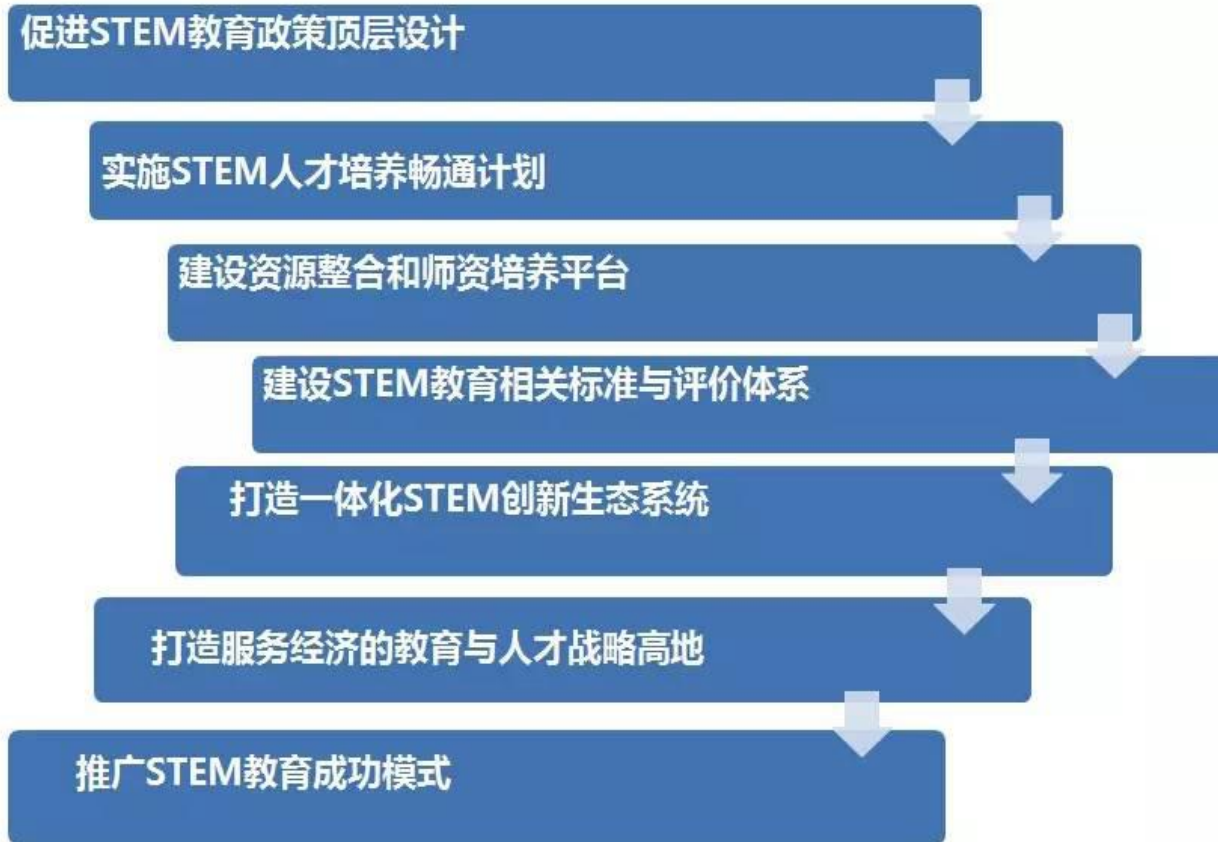 促进STEM教育政策顶层设计
实施STEM人才培养畅通计划
建设资源整合和师资培养平台
建设STEM教育相关标准与评价体系
打造一体化STEM创新生态系统
打造服务经济的教育与人才战略高地
推广STEM教育成功模式